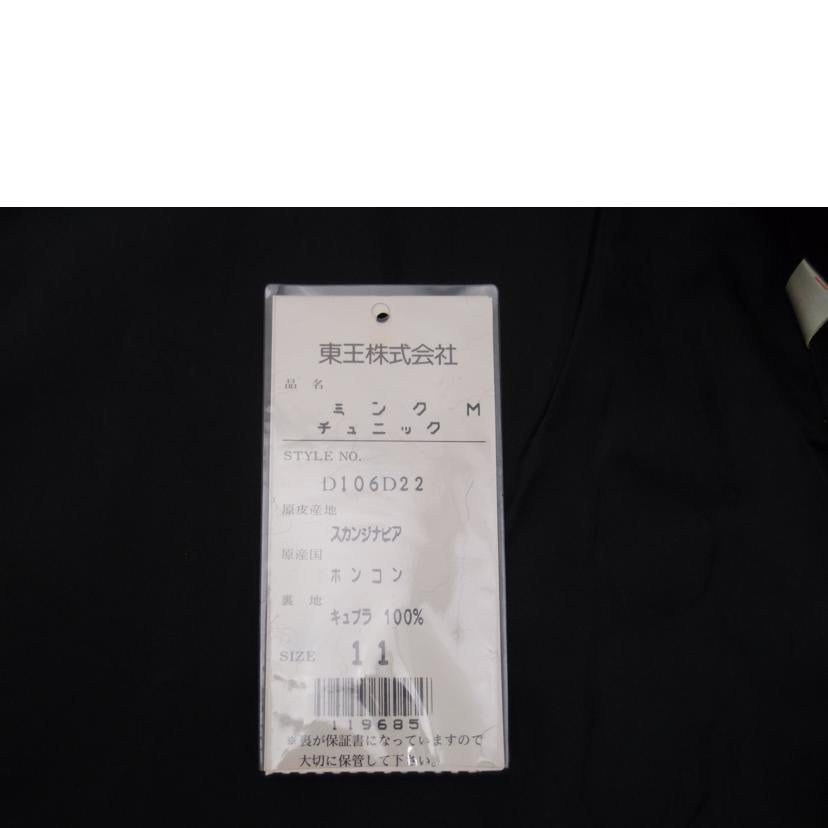 東王株式会社
品 名
ミンク M
チュニック
STYLE NO.
D106D22
原皮産地
スカンジナビア
原産国
ホンコン
裏 地
キュプラ 100%
SIZE 11
119685
※裏が保証書になっていますので
大切に保管して下さい。